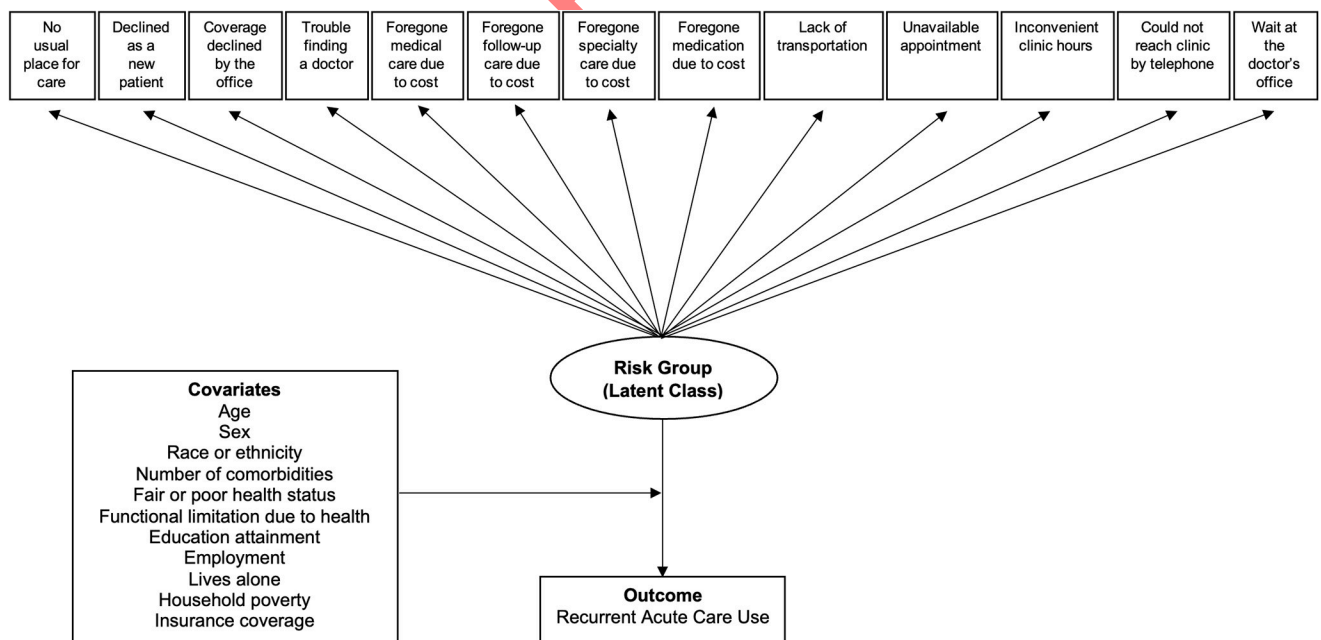 No
usual
place for
care
Declined
as a
new
patient
Coverage
declined
by the
office
Trouble
finding
a doctor
Foregone
medical
care due
to cost
Foregone
follow-up
care due
to cost
Foregone
specialty
care due
to cost
Foregone
medication
due to cost
Lack of
transportation
Unavailable
appointment
Inconvenient
clinic hours
Could not
reach clinic
by telephone
Wait at
the
doctor's
office
Risk Group
(Latent Class)
Covariates
Age
Sex
Race or ethnicity
Number of comorbidities
Fair or poor health status
Functional limitation due to health
Education attainment
Employment
Lives alone
Household poverty
Insurance coverage
Outcome
Recurrent Acute Care Use